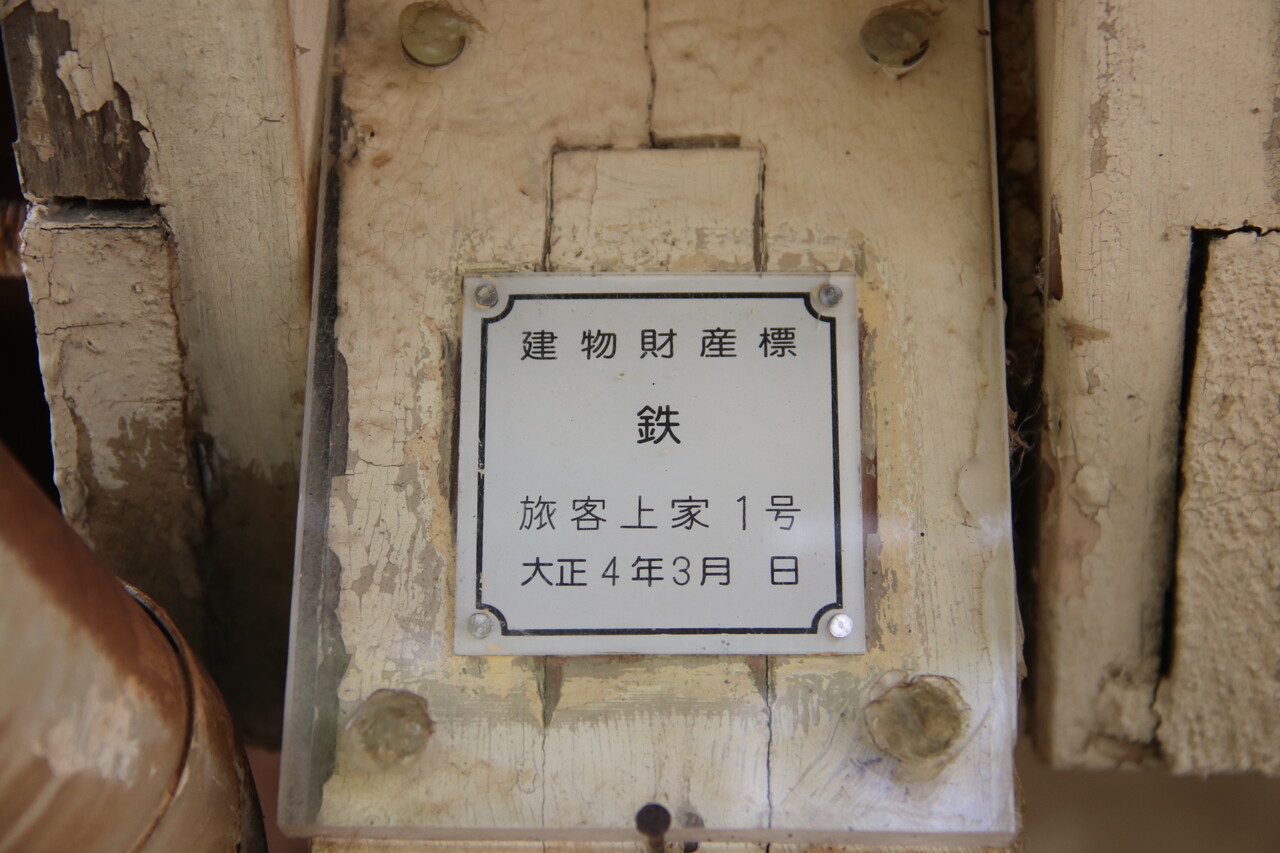 建物財産標
鉄
旅客上家 1号
大正4年3月 日